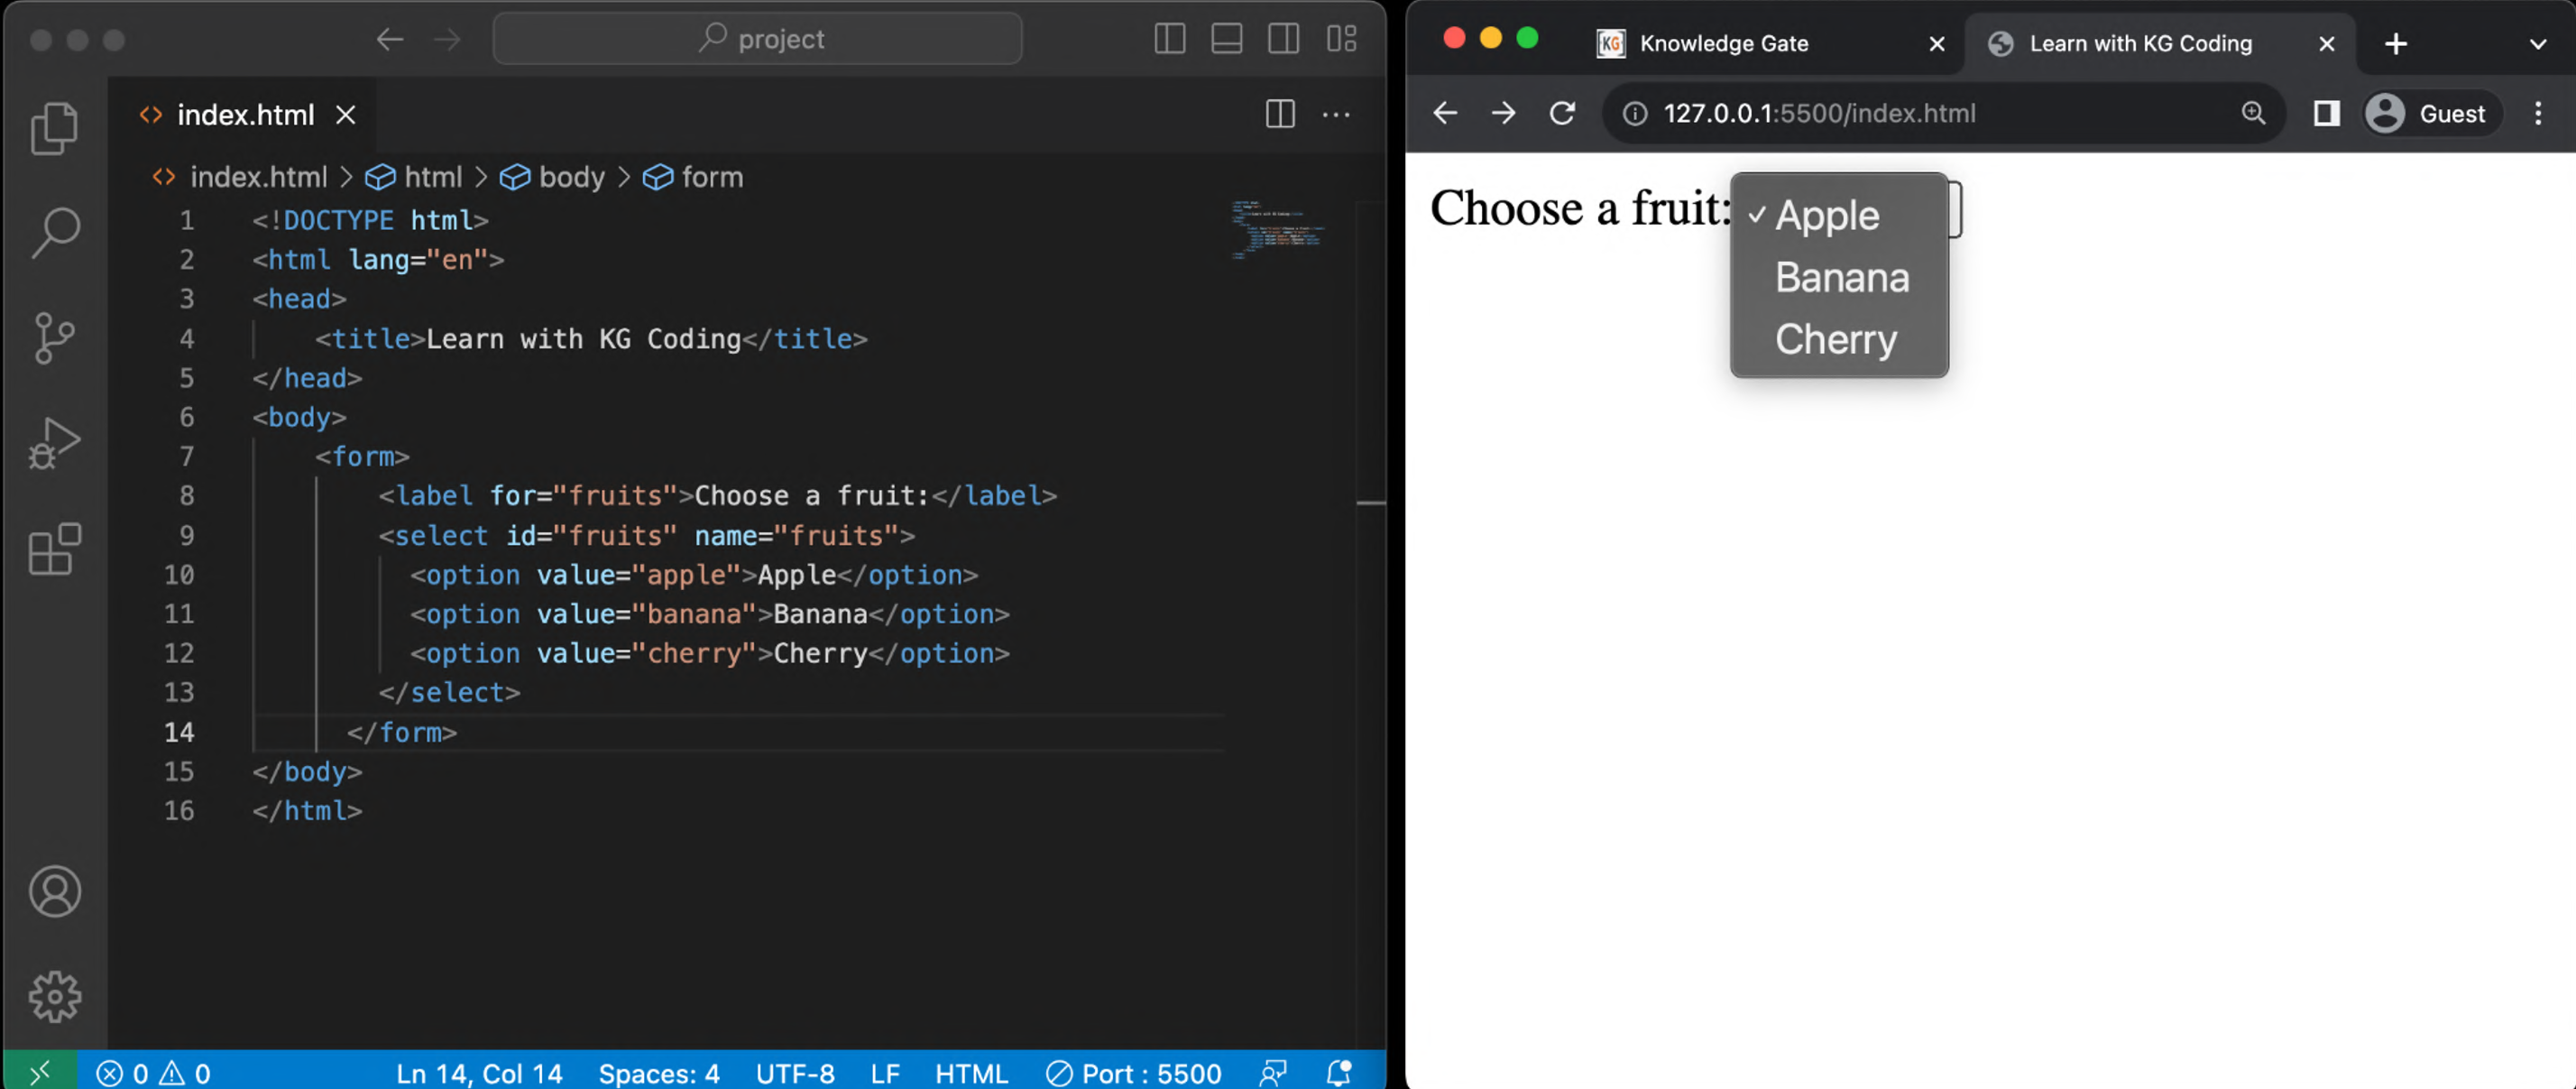 project
index.html
index.html > html > body > form
1 <!DOCTYPE html>
2 <html lang="en">
3 <head>
4 <title>Learn with KG Coding</title>
5 </head>
6 <body>
7 <form>
8 <label for="fruits">Choose a fruit:</label>
9 <select id="fruits" name="fruits">
10 <option value="apple">Apple</option>
11 <option value="banana">Banana</option>
12 <option value="cherry">Cherry</option>
13 </select>
14 </form>
15 </body>
16 </html>
0 0 Ln 14, Col 14 Spaces: 4 UTF-8 LF HTML Port : 5500
KG Knowledge Gate Learn with KG Coding
127.0.0.1:5500/index.html Guest
Choose a fruit: ✓ Apple
Banana
Cherry